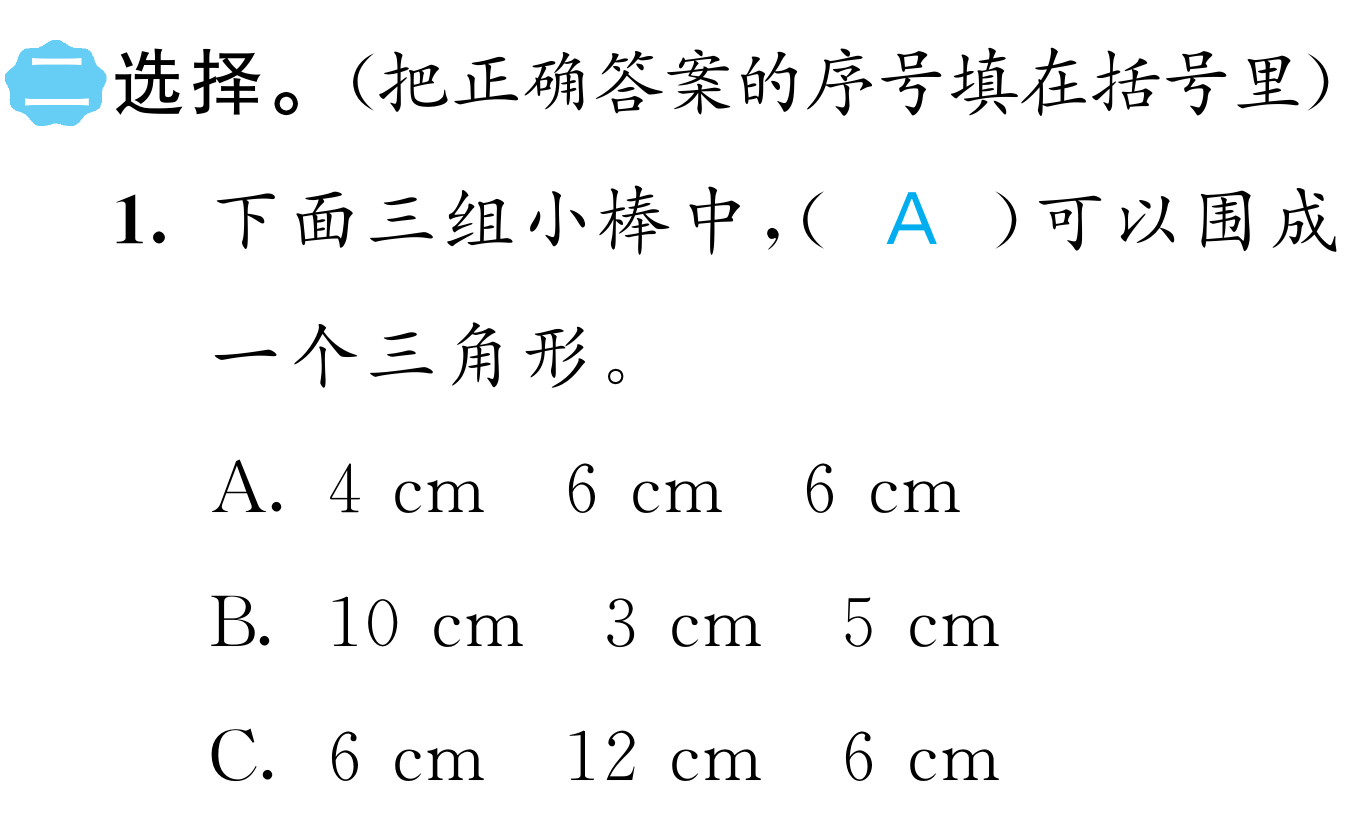 二 选择。(把正确答案的序号填在括号里)
1. 下面三组小棒中,( A )可以围成
一个三角形。
A. 4 cm 6 cm 6 cm
B. 10 cm 3 cm 5 cm
C. 6 cm 12 cm 6 cm